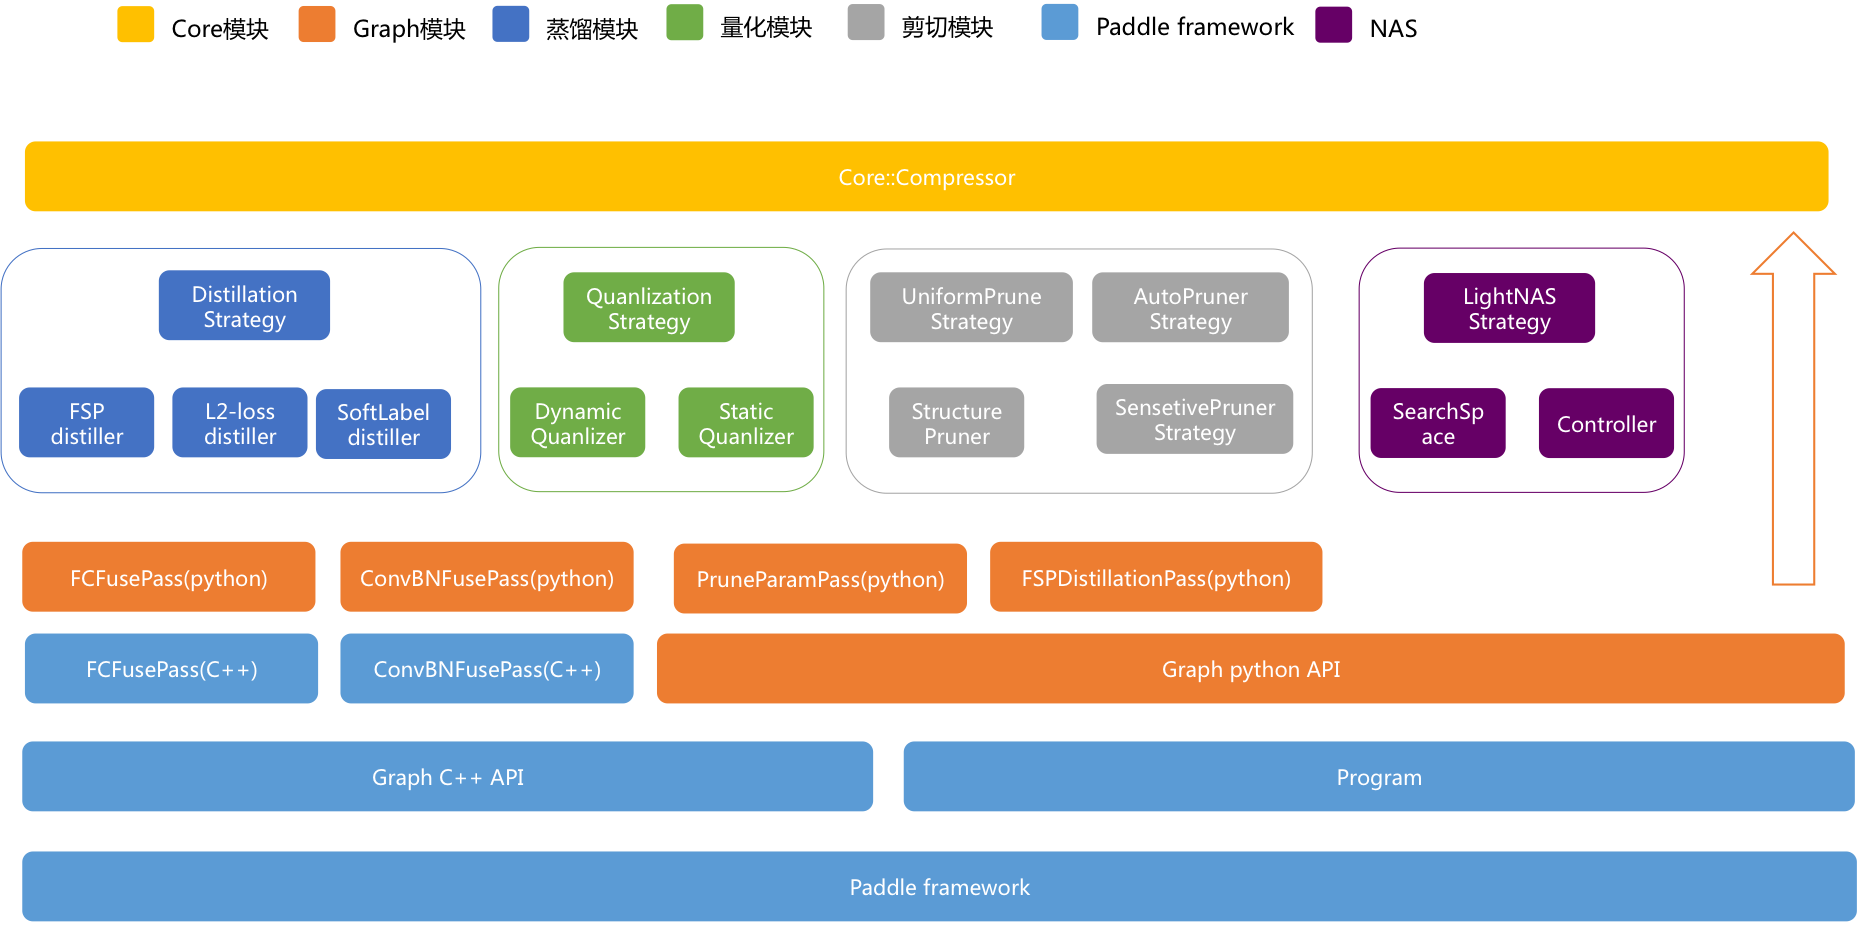 Core模块
Graph模块
蒸馏模块
量化模块
剪切模块
Paddle framework
NAS
Core::Compressor
Distillation
Strategy
FSP
distiller
L2-loss
distiller
SoftLabel
distiller
Quanlization
Strategy
Dynamic
Quanlizer
Static
Quanlizer
UniformPrune
Strategy
AutoPruner
Strategy
Structure
Pruner
SensetivePruner
Strategy
LightNAS
Strategy
SearchSp
ace
Controller
FCFusePass(python)
ConvBNFusePass(python)
PruneParamPass(python)
FSPDistillationPass(python)
FCFusePass(C++)
ConvBNFusePass(C++)
Graph python API
Graph C++ API
Program
Paddle framework